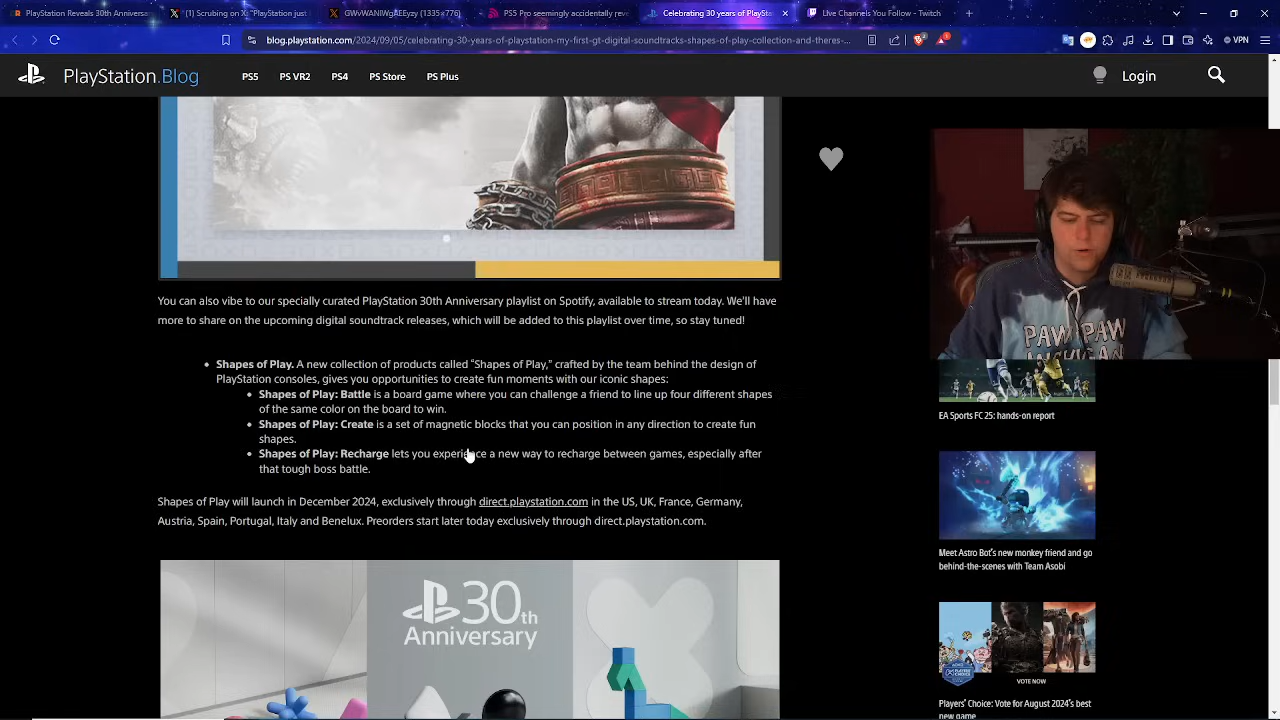 PlayStation 30th Anniversary
(1) Scrubing on X: "PlayStation just
GWvWANIWgAEEyzy (1335×776)
PS5 Pro seemingly accidentally reve
Celebrating 30 years of PlaySt
Live Channels You Follow - Twitch
blog.playstation.com/2024/09/05/celebrating-30-years-of-playstation-my-first-gt-digital-soundtracks-shapes-of-play-collection-and-theres-...
VPN
PlayStation.Blog
PS5
PS VR2
PS4
PS Store
PS Plus
Login
You can also vibe to our specially curated PlayStation 30th Anniversary playlist on Spotify, available to stream today. We'll have
more to share on the upcoming digital soundtrack releases, which will be added to this playlist over time, so stay tuned!
Shapes of Play. A new collection of products called "Shapes of Play," crafted by the team behind the design of
PlayStation consoles, gives you opportunities to create fun moments with our iconic shapes:
Shapes of Play: Battle is a board game where you can challenge a friend to line up four different shapes
of the same color on the board to win.
Shapes of Play: Create is a set of magnetic blocks that you can position in any direction to create fun
shapes.
Shapes of Play: Recharge lets you experience a new way to recharge between games, especially after
that tough boss battle.
Shapes of Play will launch in December 2024, exclusively through direct.playstation.com in the US, UK, France, Germany,
Austria, Spain, Portugal, Italy and Benelux. Preorders start later today exclusively through direct.playstation.com.
30th
Anniversary
PAW PAW
EA Sports FC 25: hands-on report
Meet Astro Bot's new monkey friend and go
behind-the-scenes with Team Asobi
VOTE NOW
Players' Choice: Vote for August 2024's best
new game